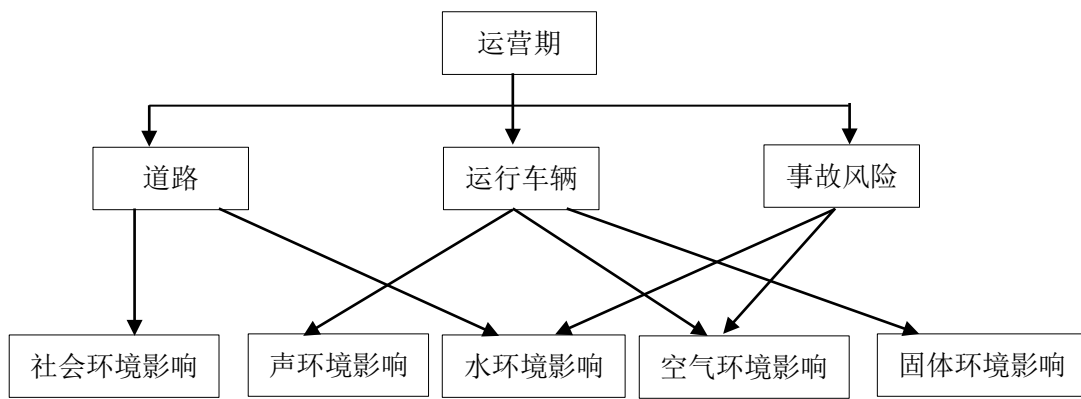 运营期
道路
运行车辆
事故风险
社会环境影响
声环境影响
水环境影响
空气环境影响
固体环境影响